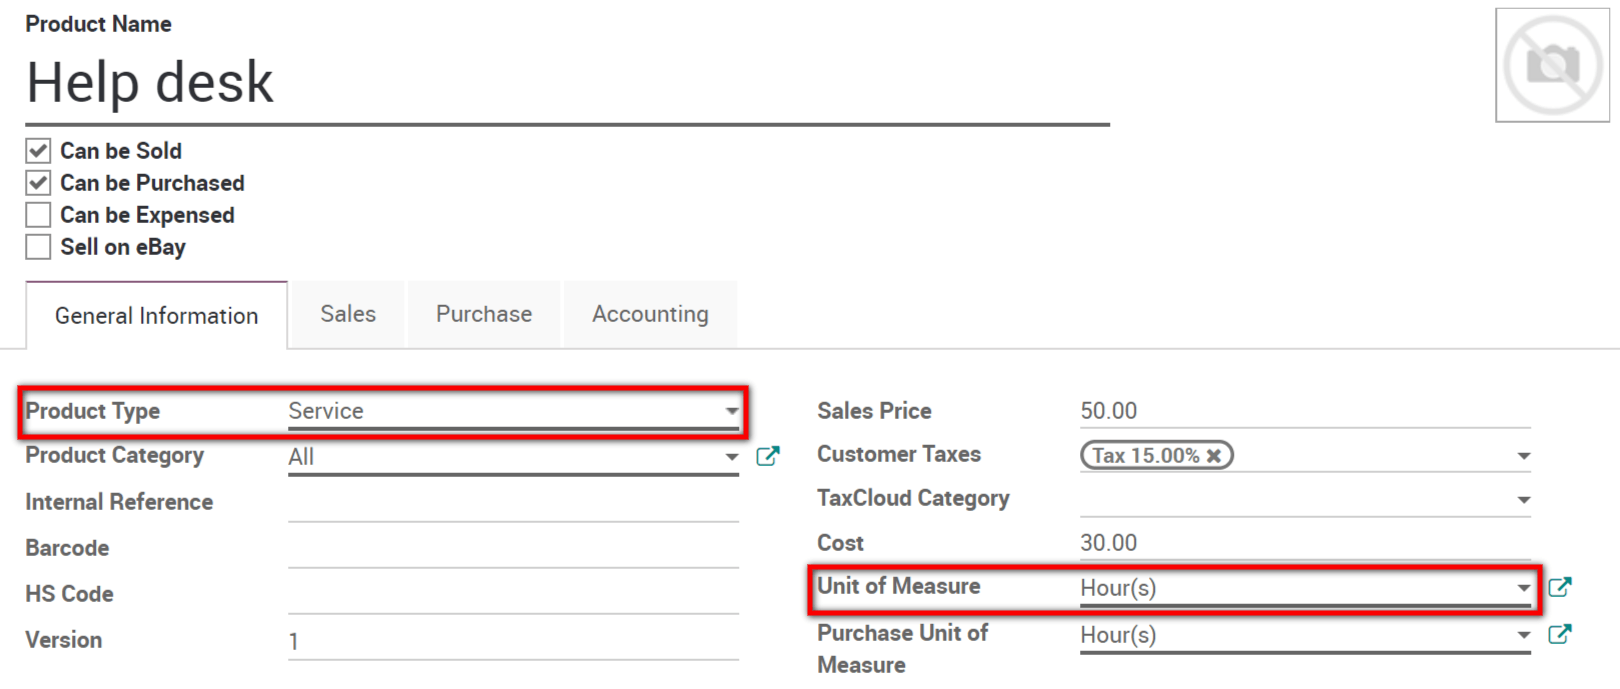 Product Name
Help desk
Can be Sold
Can be Purchased
Can be Expensed
Sell on eBay
General Information
Sales
Purchase
Accounting
Product Type
Service
Product Category
All
Internal Reference
Barcode
HS Code
Version
1
Sales Price
50.00
Customer Taxes
Tax 15.00% ✖
TaxCloud Category
Cost
30.00
Unit of Measure
Hour(s)
Purchase Unit of
Measure
Hour(s)